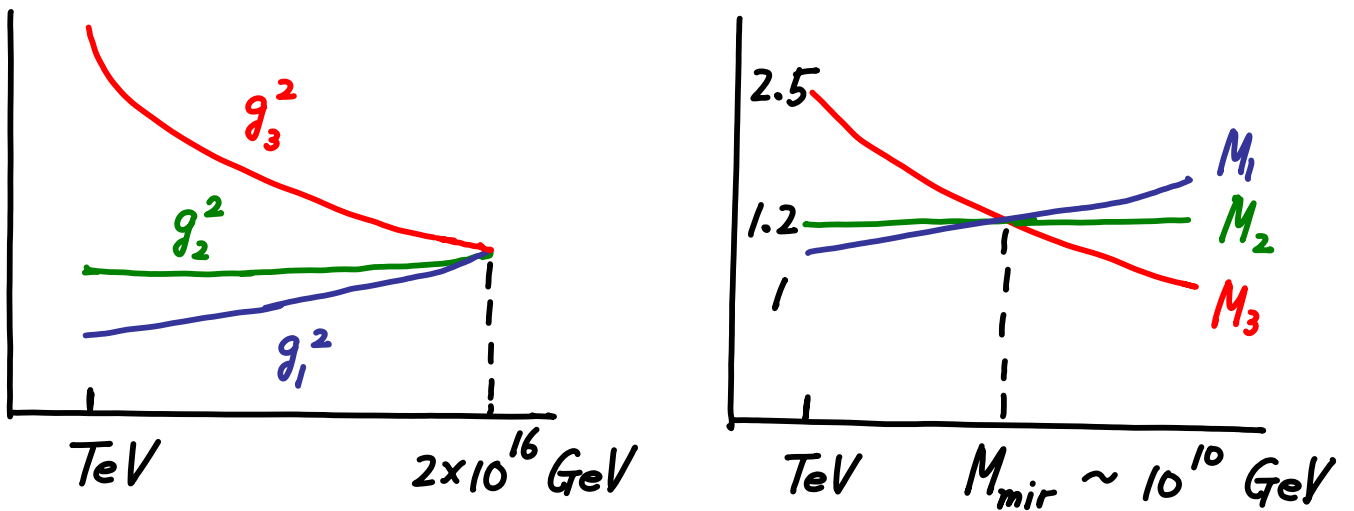 g₃²
g₂²
g₁²
TeV
2×10¹⁶ GeV
2.5
1.2
1
M₁
M₂
M₃
TeV
Mₘᵢᵣ ~ 10¹⁰ GeV